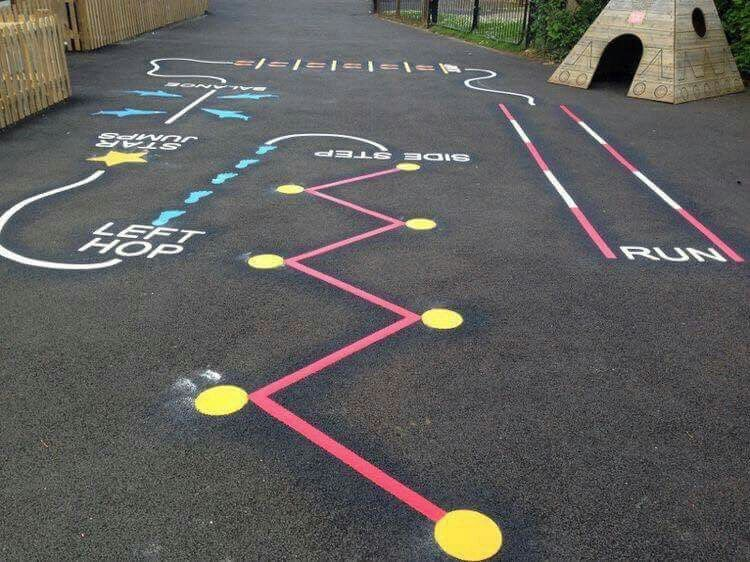 BALANCE
STAR
JUMPS
SIDE STEP
LEFT
HOP
RUN